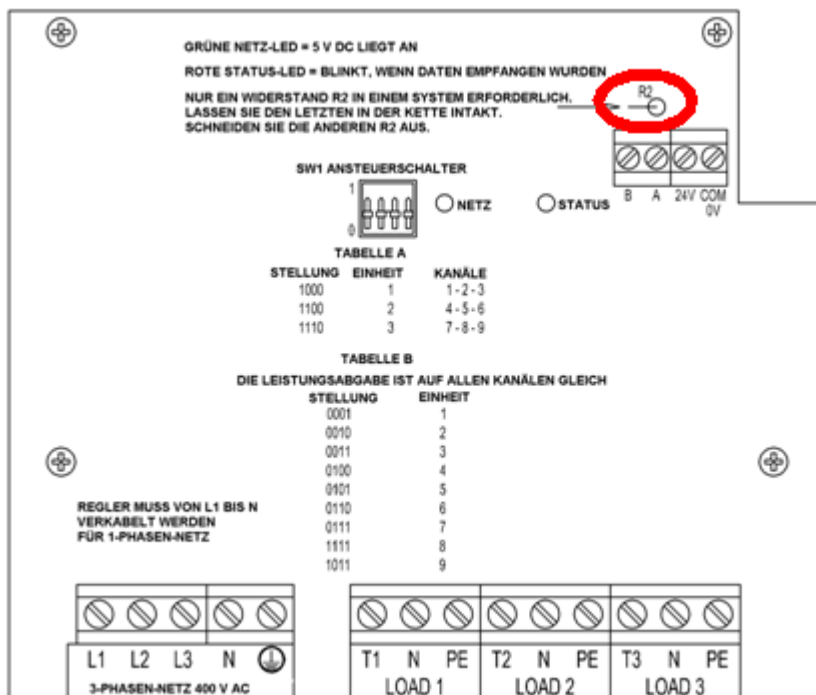 GRÜNE NETZ-LED = 5 V DC LIEGT AN
ROTE STATUS-LED = BLINKT, WENN DATEN EMPFANGEN WURDEN
NUR EIN WIDERSTAND R2 IN EINEM SYSTEM ERFORDERLICH.
LASSEN SIE DEN LETZTEN IN DER KETTE INTAKT.
SCHNEIDEN SIE DIE ANDEREN R2 AUS.
R2
B A 24V COM
0V
SW1 ANSTEUERSCHALTER
1
0
NETZ STATUS
TABELLE A
STELLUNG EINHEIT KANÄLE
1000 1 1 - 2 - 3
1100 2 4 - 5 - 6
1110 3 7 - 8 - 9
TABELLE B
DIE LEISTUNGSABGABE IST AUF ALLEN KANÄLEN GLEICH
STELLUNG EINHEIT
0001 1
0010 2
0011 3
0100 4
0101 5
0110 6
0111 7
1111 8
1011 9
REGLER MUSS VON L1 BIS N
VERKABELT WERDEN
FÜR 1-PHASEN-NETZ
L1 L2 L3 N
3-PHASEN-NETZ 400 V AC
T1 N PE T2 N PE T3 N PE
LOAD 1 LOAD 2 LOAD 3